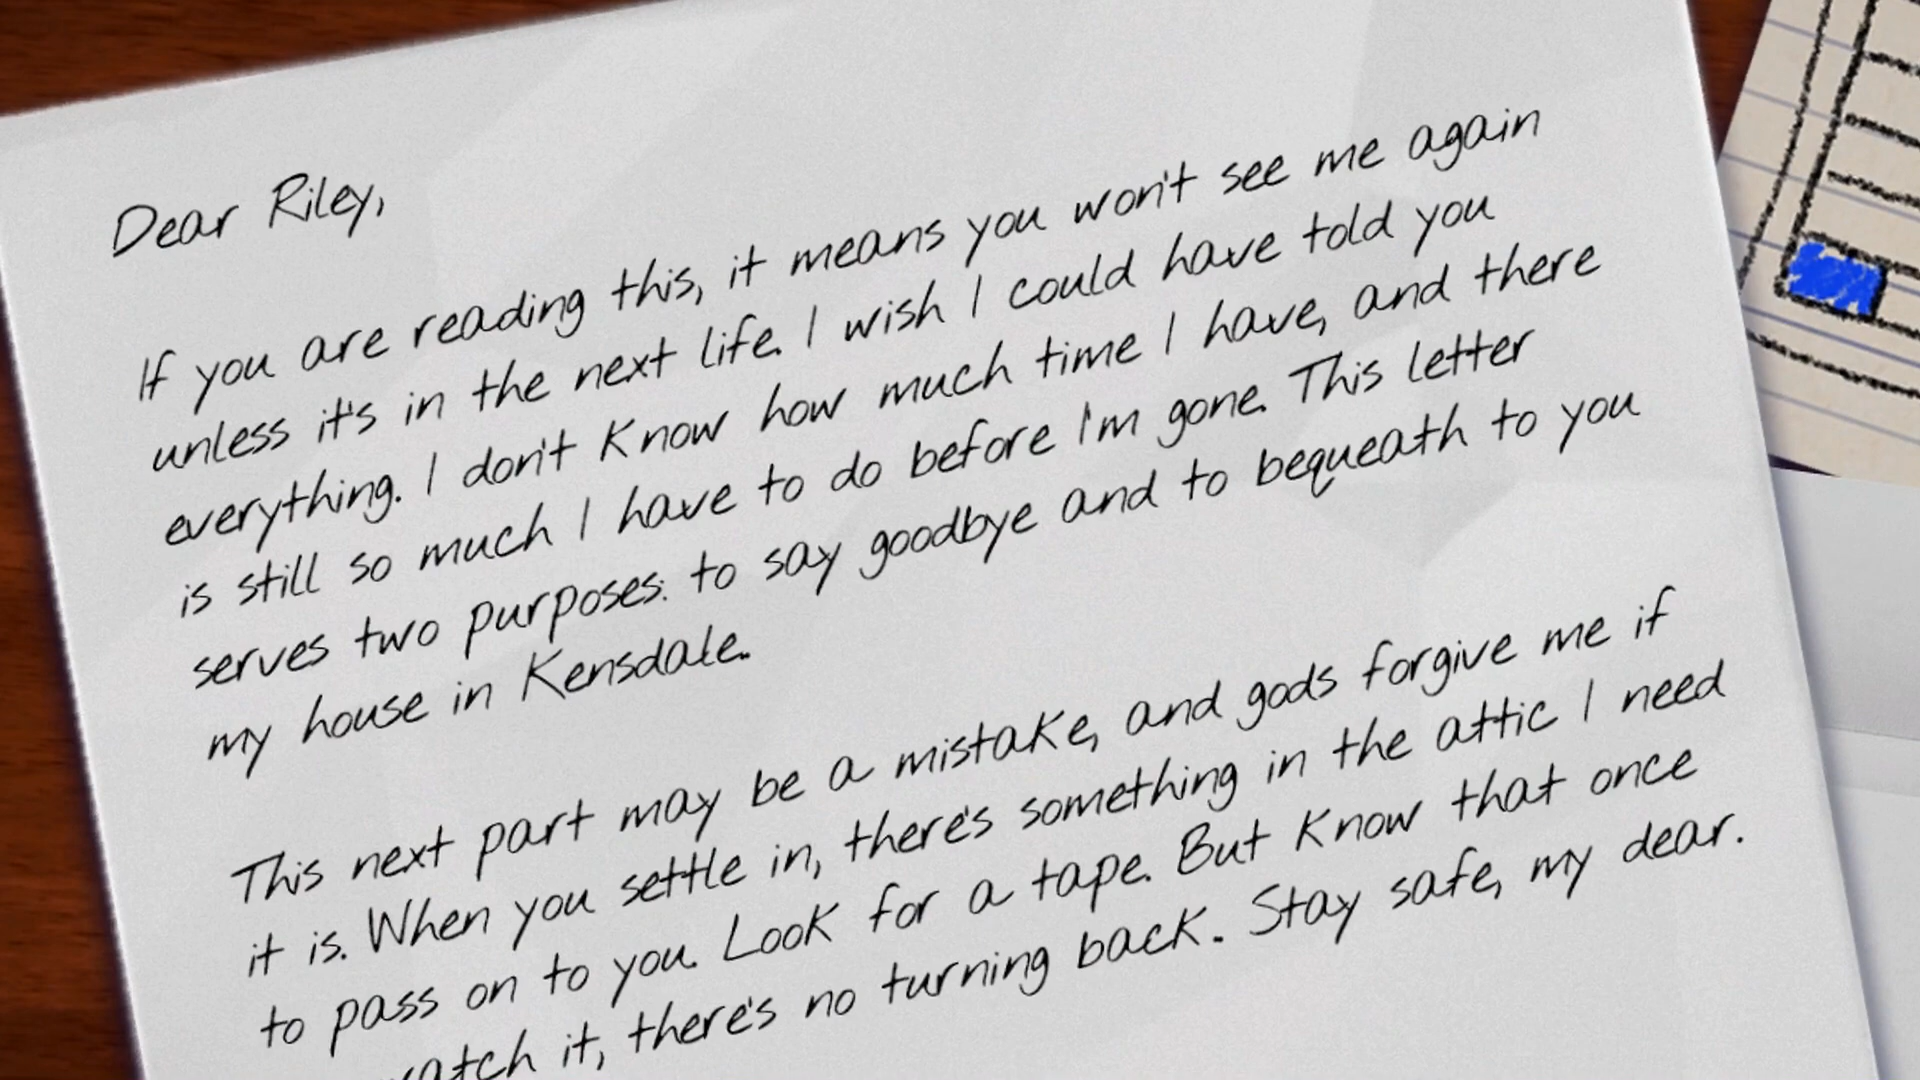 Dear Riley,
If you are reading this, it means you won't see me again
unless it's in the next life. I wish I could have told you
everything. I don't know how much time I have, and there
is still so much I have to do before I'm gone. This letter
serves two purposes: to say goodbye and to bequeath to you
my house in Kensdale.
This next part may be a mistake, and gods forgive me if
it is. When you settle in, there's something in the attic I need
to pass on to you. Look for a tape. But know that once
watch it, there's no turning back. Stay safe, my dear.